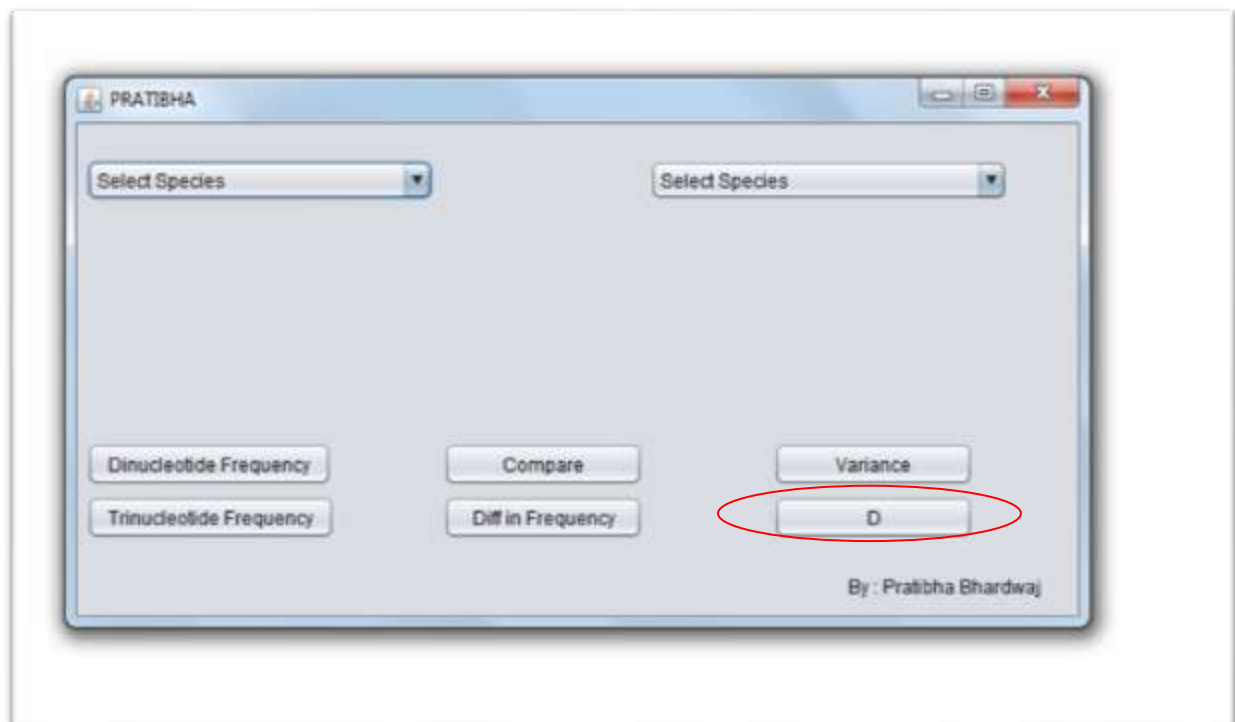 PRATIBHA
Select Species Select Species
Dinucleotide Frequency Compare Variance
Trinucleotide Frequency Diff in Frequency D
By : Pratibha Bhardwaj